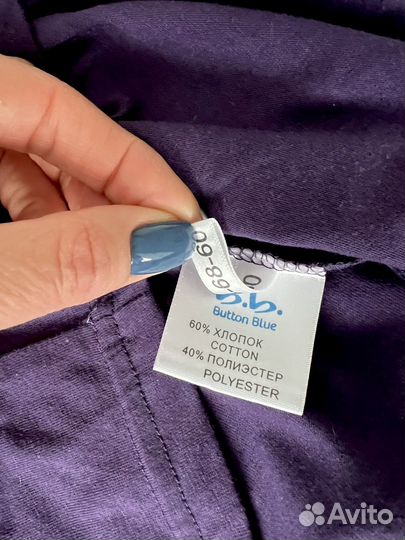 68-60
b.b.
Button Blue
60% ХЛОПОК
COTTON
40% ПОЛИЭСТЕР
POLYESTER
Avito